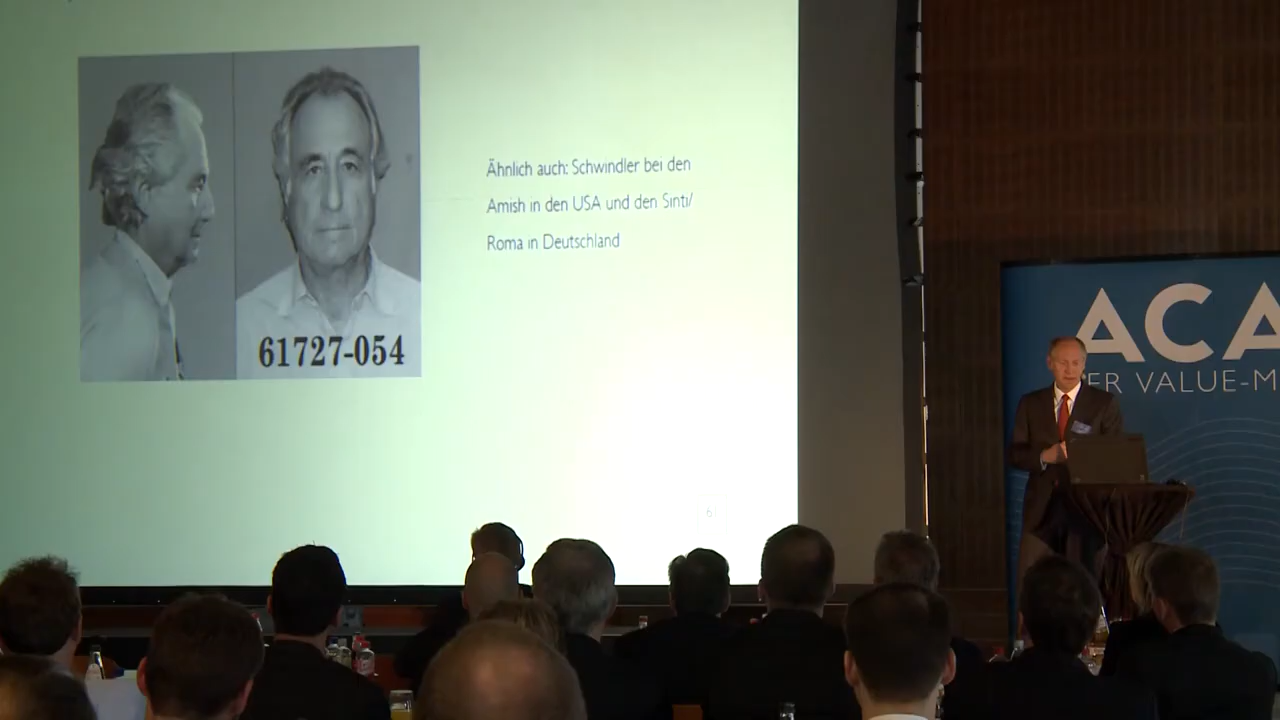 Ähnlich auch: Schwindler bei den
Amish in den USA und den Sinti/
Roma in Deutschland
61727-054
ACA
ER VALUE-M